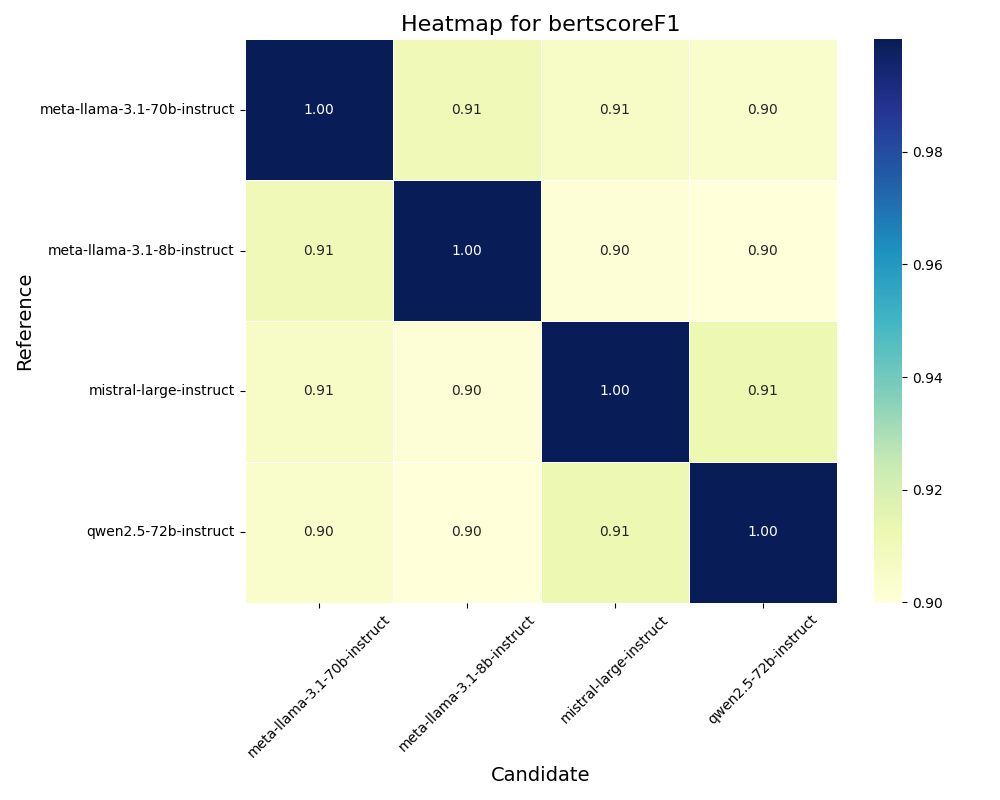 Heatmap for bertscoreF1
Reference
meta-llama-3.1-70b-instruct 1.00 0.91 0.91 0.90
meta-llama-3.1-8b-instruct 0.91 1.00 0.90 0.90
mistral-large-instruct 0.91 0.90 1.00 0.91
qwen2.5-72b-instruct 0.90 0.90 0.91 1.00
meta-llama-3.1-70b-instruct
meta-llama-3.1-8b-instruct
mistral-large-instruct
qwen2.5-72b-instruct
Candidate
0.98
0.96
0.94
0.92
0.90